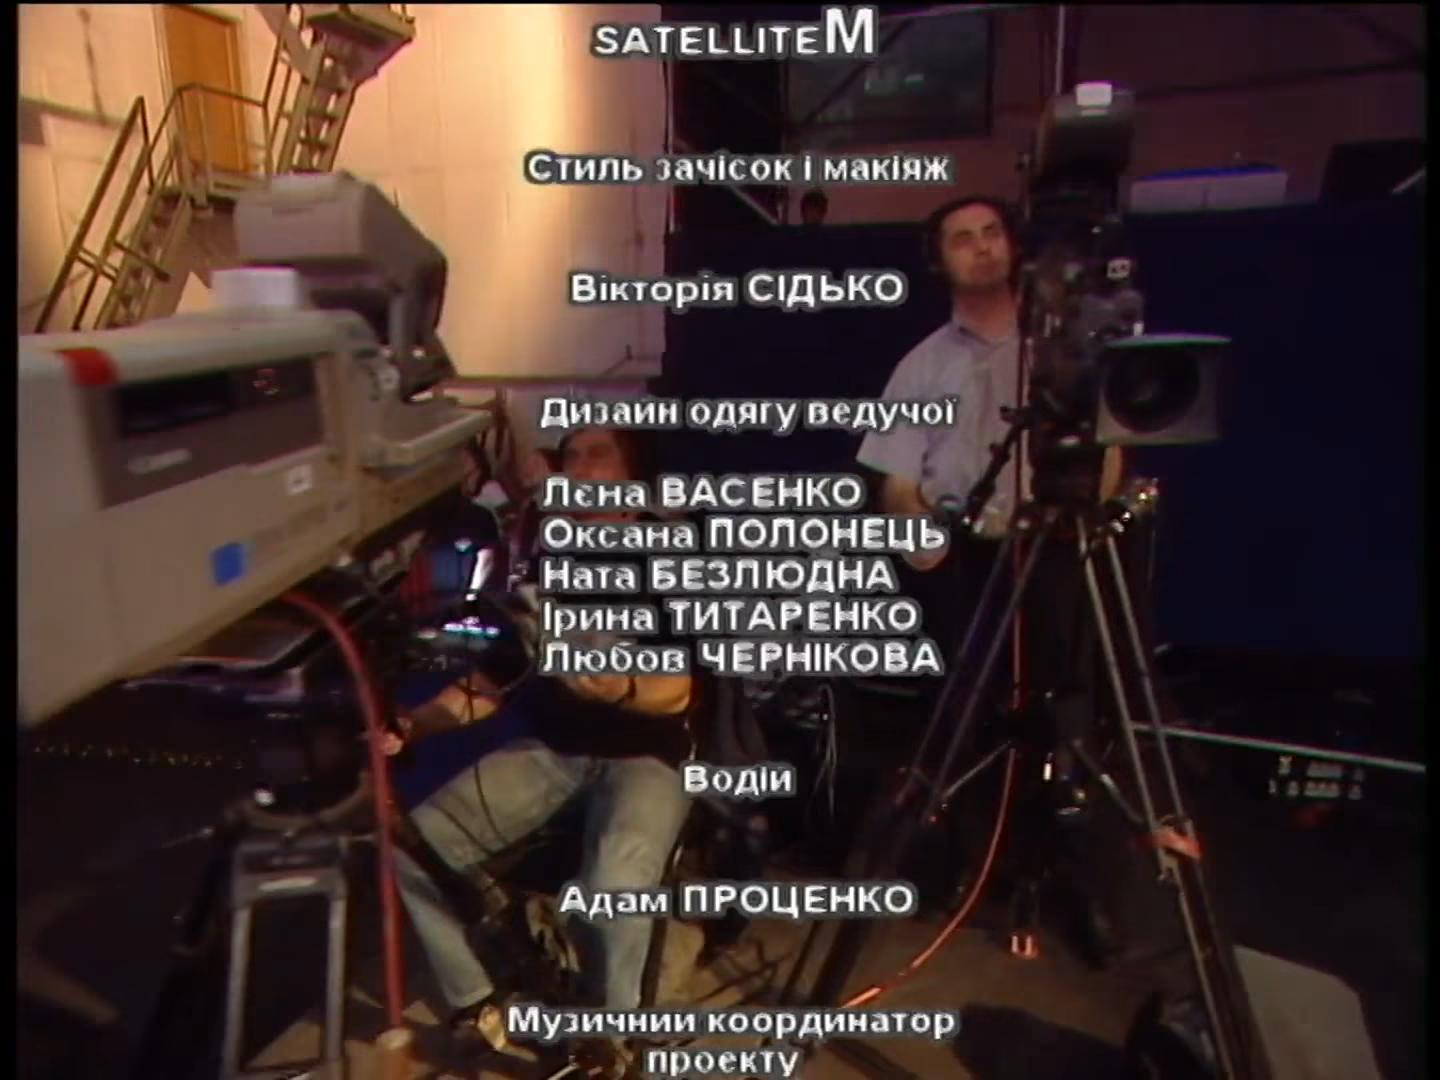 SATELLITEM
Стиль зачісок і макіяж
Вікторія СІДЬКО
Дизайн одягу ведучої
Лєна ВАСЕНКО
Оксана ПОЛОНЕЦЬ
Ната БЕЗЛЮДНА
Ірина ТИТАРЕНКО
Любов ЧЕРНІКОВА
Водій
Адам ПРОЦЕНКО
Музичний координатор
проекту